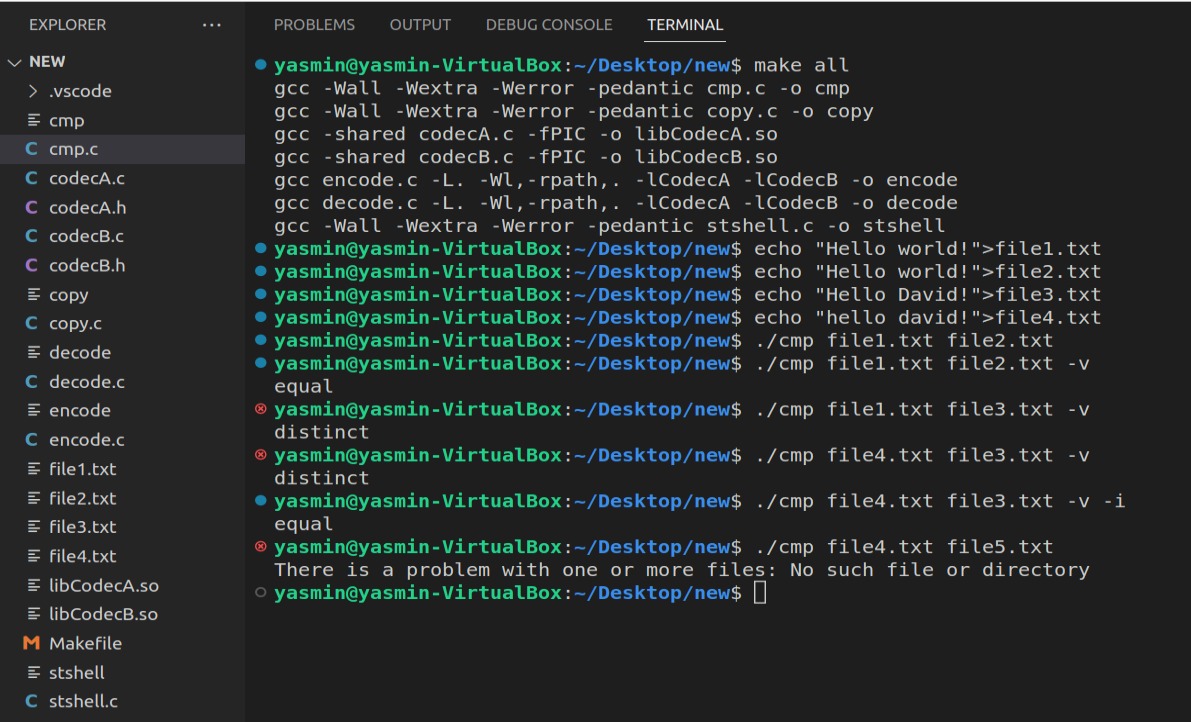 EXPLORER ...
NEW
.vscode
cmp
cmp.c
codecA.c
codecA.h
codecB.c
codecB.h
copy
copy.c
decode
decode.c
encode
encode.c
file1.txt
file2.txt
file3.txt
file4.txt
libCodecA.so
libCodecB.so
Makefile
stshell
stshell.c
PROBLEMS OUTPUT DEBUG CONSOLE TERMINAL
yasmin@yasmin-VirtualBox:~/Desktop/new$ make all
gcc -Wall -Wextra -Werror -pedantic cmp.c -o cmp
gcc -Wall -Wextra -Werror -pedantic copy.c -o copy
gcc -shared codecA.c -fPIC -o libCodecA.so
gcc -shared codecB.c -fPIC -o libCodecB.so
gcc encode.c -L. -Wl,-rpath,. -lCodecA -lCodecB -o encode
gcc decode.c -L. -Wl,-rpath,. -lCodecA -lCodecB -o decode
gcc -Wall -Wextra -Werror -pedantic stshell.c -o stshell
yasmin@yasmin-VirtualBox:~/Desktop/new$ echo "Hello world!">file1.txt
yasmin@yasmin-VirtualBox:~/Desktop/new$ echo "Hello world!">file2.txt
yasmin@yasmin-VirtualBox:~/Desktop/new$ echo "Hello David!">file3.txt
yasmin@yasmin-VirtualBox:~/Desktop/new$ echo "hello david!">file4.txt
yasmin@yasmin-VirtualBox:~/Desktop/new$ ./cmp file1.txt file2.txt
yasmin@yasmin-VirtualBox:~/Desktop/new$ ./cmp file1.txt file2.txt -v
equal
yasmin@yasmin-VirtualBox:~/Desktop/new$ ./cmp file1.txt file3.txt -v
distinct
yasmin@yasmin-VirtualBox:~/Desktop/new$ ./cmp file4.txt file3.txt -v
distinct
yasmin@yasmin-VirtualBox:~/Desktop/new$ ./cmp file4.txt file3.txt -v -i
equal
yasmin@yasmin-VirtualBox:~/Desktop/new$ ./cmp file4.txt file5.txt
There is a problem with one or more files: No such file or directory
yasmin@yasmin-VirtualBox:~/Desktop/new$